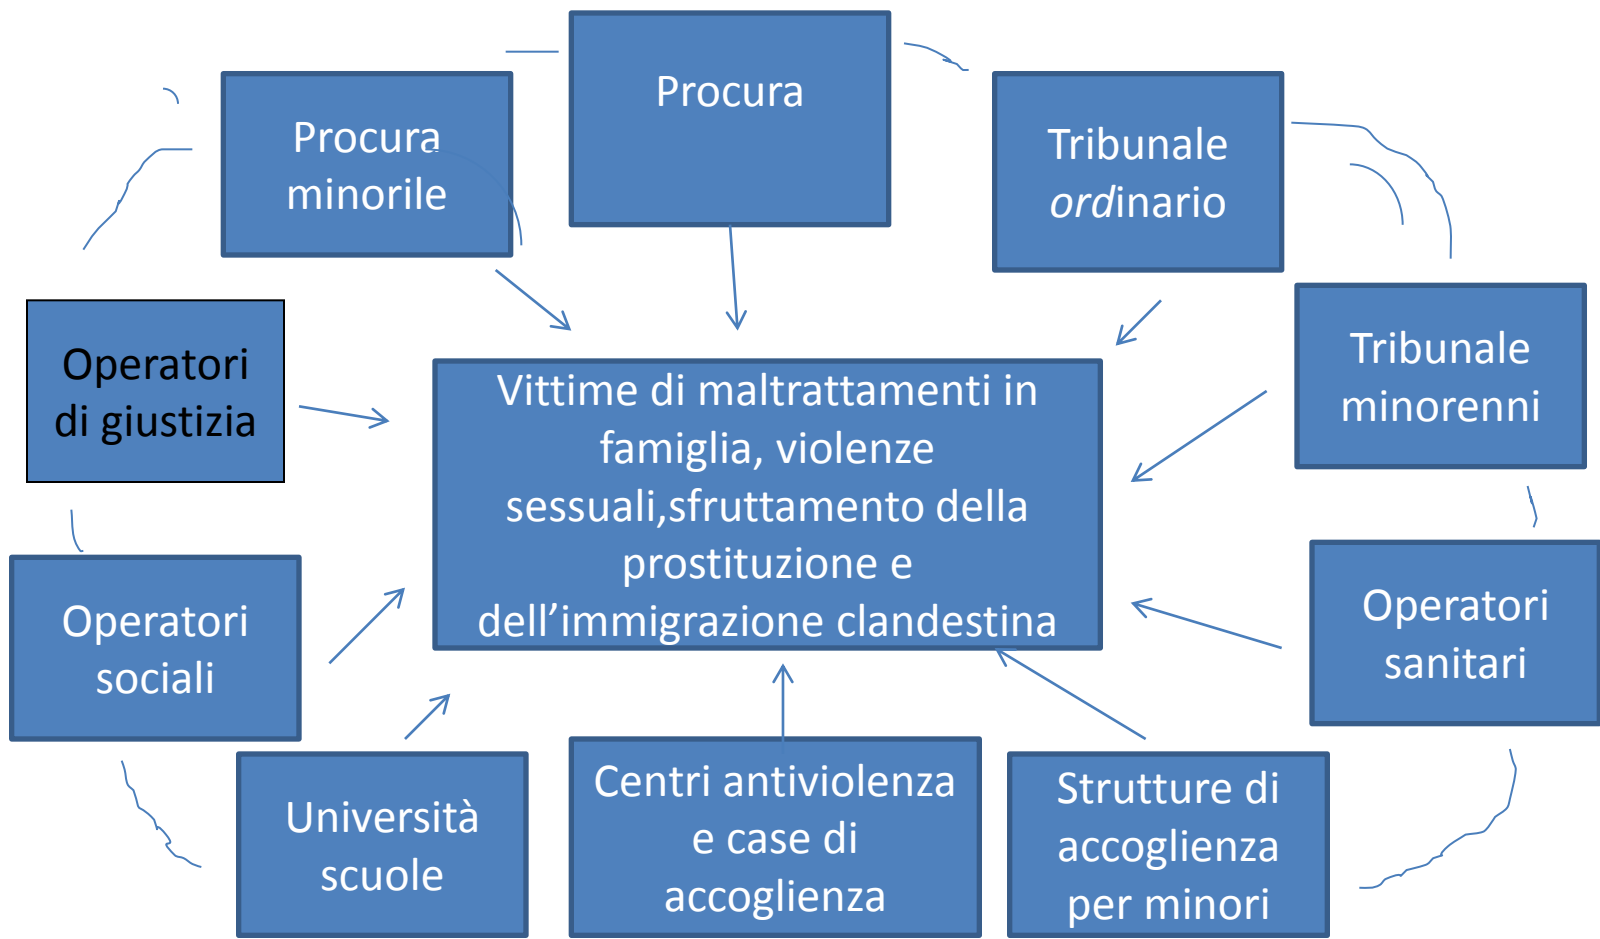 Procura
Procura
minorile
Tribunale
ordinario
Operatori
di giustizia
Tribunale
minorenni
Vittime di maltrattamenti in
famiglia, violenze
sessuali,sfruttamento della
prostituzione e
dell’immigrazione clandestina
Operatori
sociali
Operatori
sanitari
Università
scuole
Centri antiviolenza
e case di
accoglienza
Strutture di
accoglienza
per minori